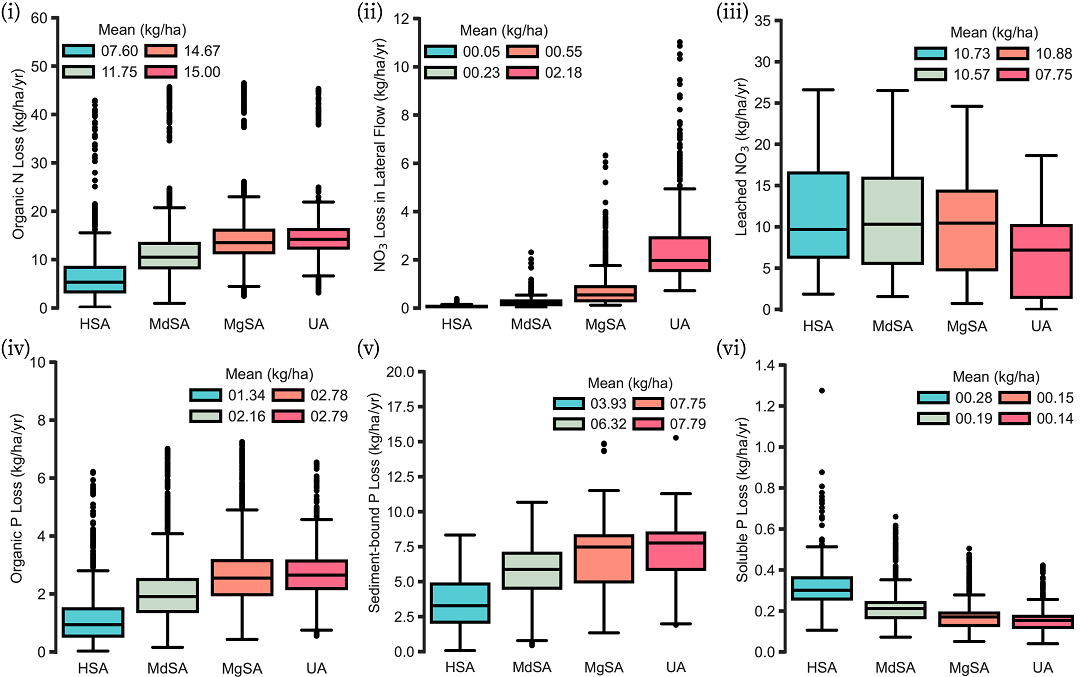 (i)
Organic N Loss (kg/ha/yr)
60
50
40
30
20
10
0
Mean (kg/ha)
07.60 14.67
11.75 15.00
HSA MdSA MgSA UA
(ii)
NO3 Loss in Lateral Flow (kg/ha/yr)
12
10
8
6
4
2
0
Mean (kg/ha)
00.05 00.55
00.23 02.18
HSA MdSA MgSA UA
(iii)
Leached NO3 (kg/ha/yr)
35
30
25
20
15
10
5
0
Mean (kg/ha)
10.73 10.88
10.57 07.75
HSA MdSA MgSA UA
(iv)
Organic P Loss (kg/ha/yr)
10
8
6
4
2
0
Mean (kg/ha)
01.34 02.78
02.16 02.79
HSA MdSA MgSA UA
(v)
Sediment-bound P Loss (kg/ha/yr)
20.0
17.5
15.0
12.5
10.0
7.5
5.0
2.5
0.0
Mean (kg/ha)
03.93 07.75
06.32 07.79
HSA MdSA MgSA UA
(vi)
Soluble P Loss (kg/ha/yr)
1.4
1.2
1.0
0.8
0.6
0.4
0.2
0.0
Mean (kg/ha)
00.28 00.15
00.19 00.14
HSA MdSA MgSA UA